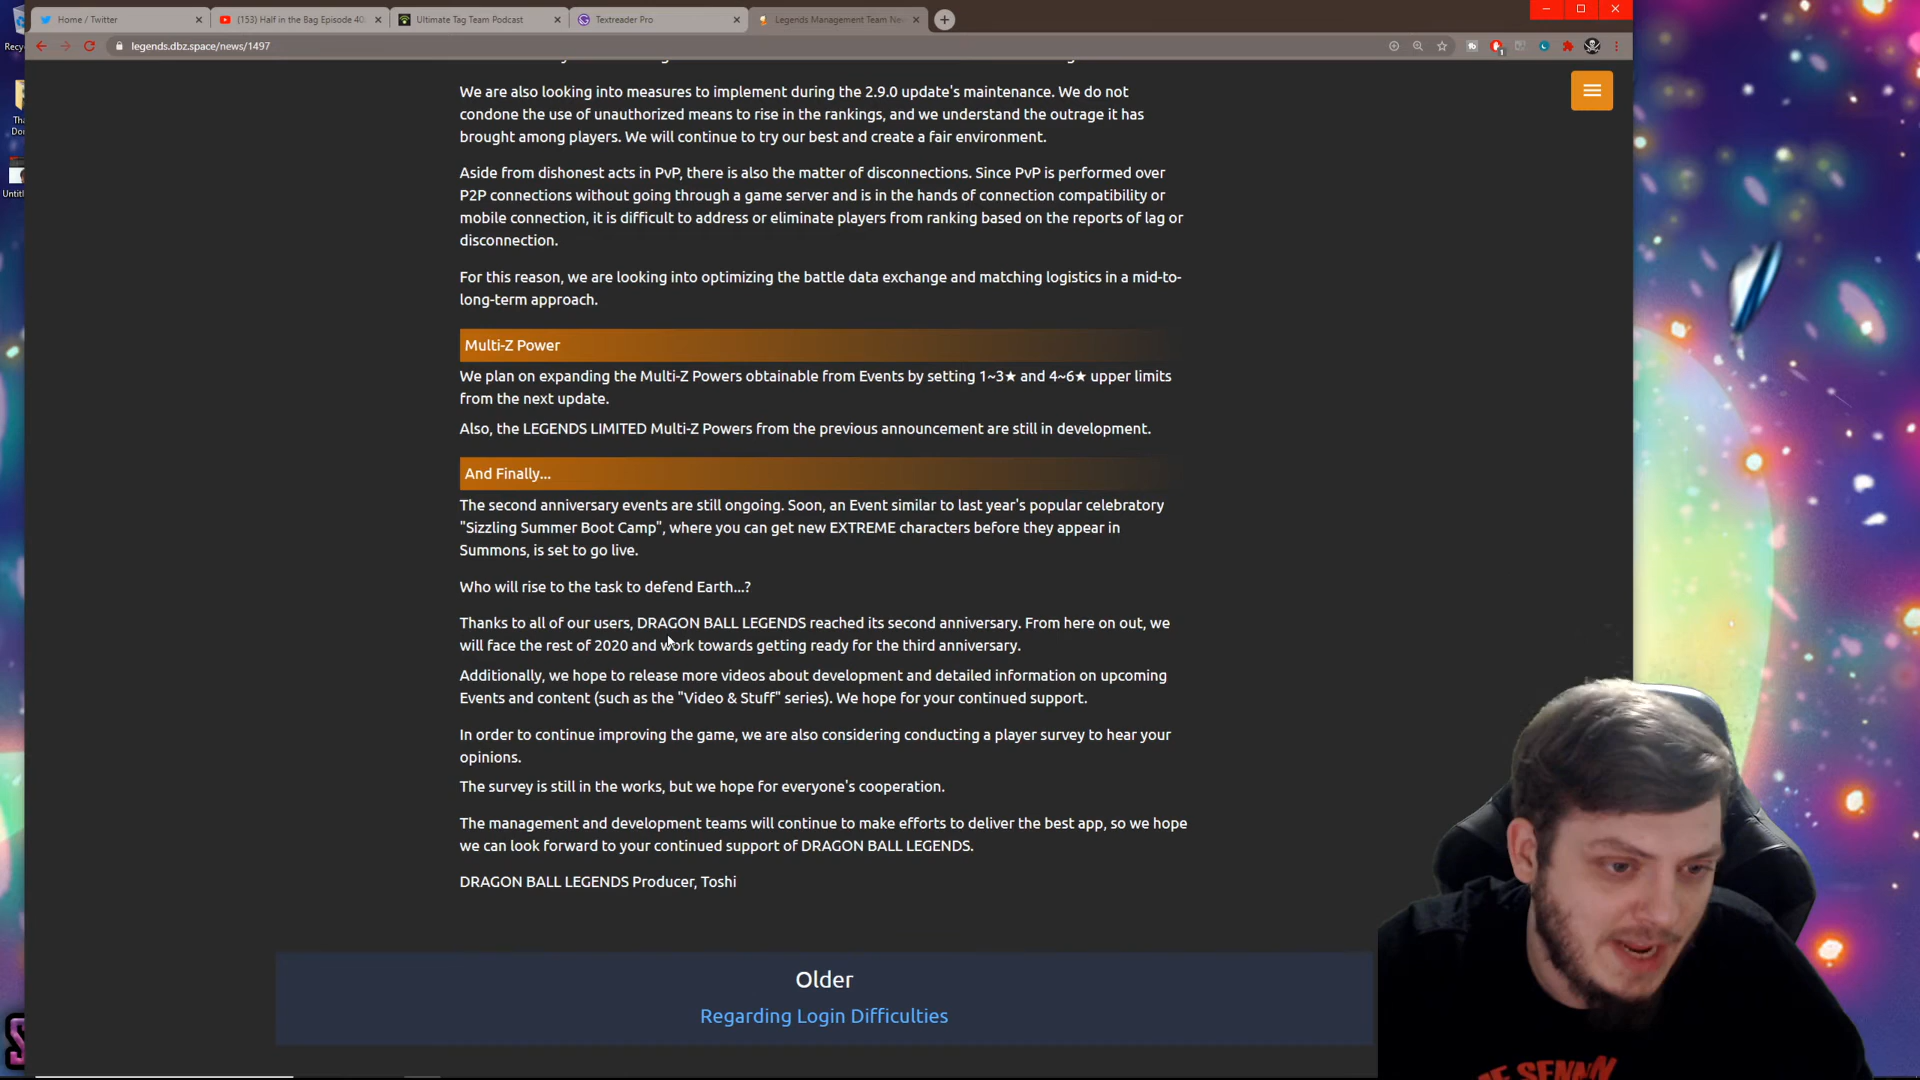 Home / Twitter
(153) Half in the Bag Episode 40
Ultimate Tag Team Podcast
Textreader Pro
Legends Management Team Ne
legends.dbz.space/news/1497
We are also looking into measures to implement during the 2.9.0 update's maintenance. We do not
condone the use of unauthorized means to rise in the rankings, and we understand the outrage it has
brought among players. We will continue to try our best and create a fair environment.
Aside from dishonest acts in PvP, there is also the matter of disconnections. Since PvP is performed over
P2P connections without going through a game server and is in the hands of connection compatibility or
mobile connection, it is difficult to address or eliminate players from ranking based on the reports of lag or
disconnection.
For this reason, we are looking into optimizing the battle data exchange and matching logistics in a mid-to-
long-term approach.
Multi-Z Power
We plan on expanding the Multi-Z Powers obtainable from Events by setting 1~3★ and 4~6★ upper limits
from the next update.
Also, the LEGENDS LIMITED Multi-Z Powers from the previous announcement are still in development.
And Finally...
The second anniversary events are still ongoing. Soon, an Event similar to last year's popular celebratory
"Sizzling Summer Boot Camp", where you can get new EXTREME characters before they appear in
Summons, is set to go live.
Who will rise to the task to defend Earth...?
Thanks to all of our users, DRAGON BALL LEGENDS reached its second anniversary. From here on out, we
will face the rest of 2020 and work towards getting ready for the third anniversary.
Additionally, we hope to release more videos about development and detailed information on upcoming
Events and content (such as the "Video & Stuff" series). We hope for your continued support.
In order to continue improving the game, we are also considering conducting a player survey to hear your
opinions.
The survey is still in the works, but we hope for everyone's cooperation.
The management and development teams will continue to make efforts to deliver the best app, so we hope
we can look forward to your continued support of DRAGON BALL LEGENDS.
DRAGON BALL LEGENDS Producer, Toshi
Older
Regarding Login Difficulties